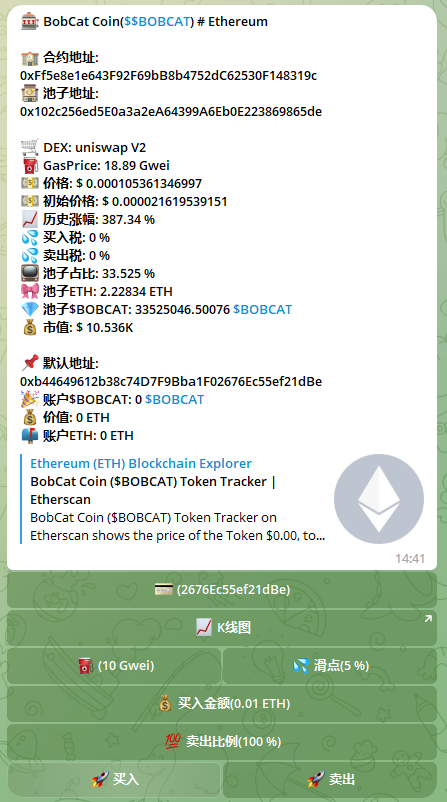 BobCat Coin($$BOBCAT) # Ethereum
合约地址:
0xFf5e8e1e643F92F69bB8b4752dC62530F148319c
池子地址:
0x102c256ed5E0a3a2eA64399A6Eb0E223869865de
DEX: uniswap V2
GasPrice: 18.89 Gwei
价格: $ 0.000105361346997
初始价格: $ 0.000021619539151
历史涨幅: 387.34 %
买入税: 0 %
卖出税: 0 %
池子占比: 33.525 %
池子ETH: 2.22834 ETH
池子$BOBCAT: 33525046.50076 $BOBCAT
市值: $ 10.536K
默认地址:
0xb44649612b38c74D7F9Bba1F02676Ec55ef21dBe
账户$BOBCAT: 0 $BOBCAT
价值: 0 ETH
账户ETH: 0 ETH
Ethereum (ETH) Blockchain Explorer
BobCat Coin ($BOBCAT) Token Tracker |
Etherscan
BobCat Coin ($BOBCAT) Token Tracker on
Etherscan shows the price of the Token $0.00, to...
14:41
(2676Ec55ef21dBe)
K线图
(10 Gwei)
滑点(5 %)
买入金额(0.01 ETH)
卖出比例(100 %)
买入
卖出